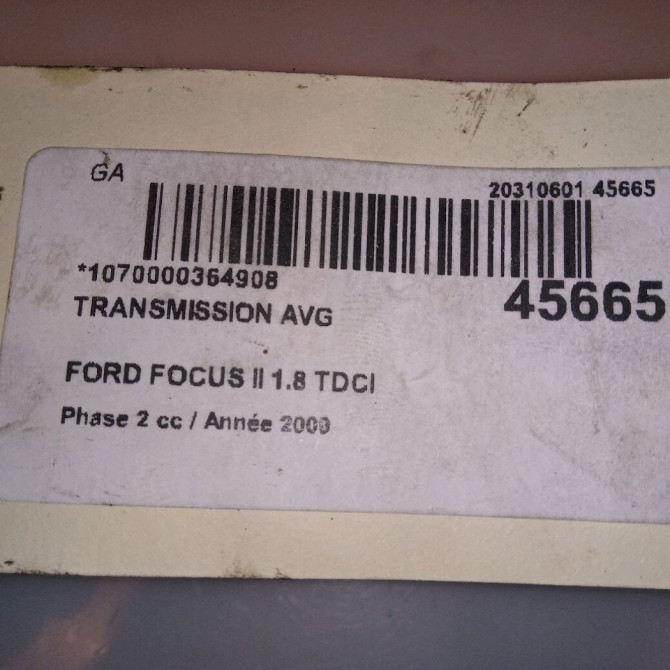 GA
20310601 45665
*1070000364908
45665
TRANSMISSION AVG
FORD FOCUS II 1.8 TDCI
Phase 2 cc / Année 2009